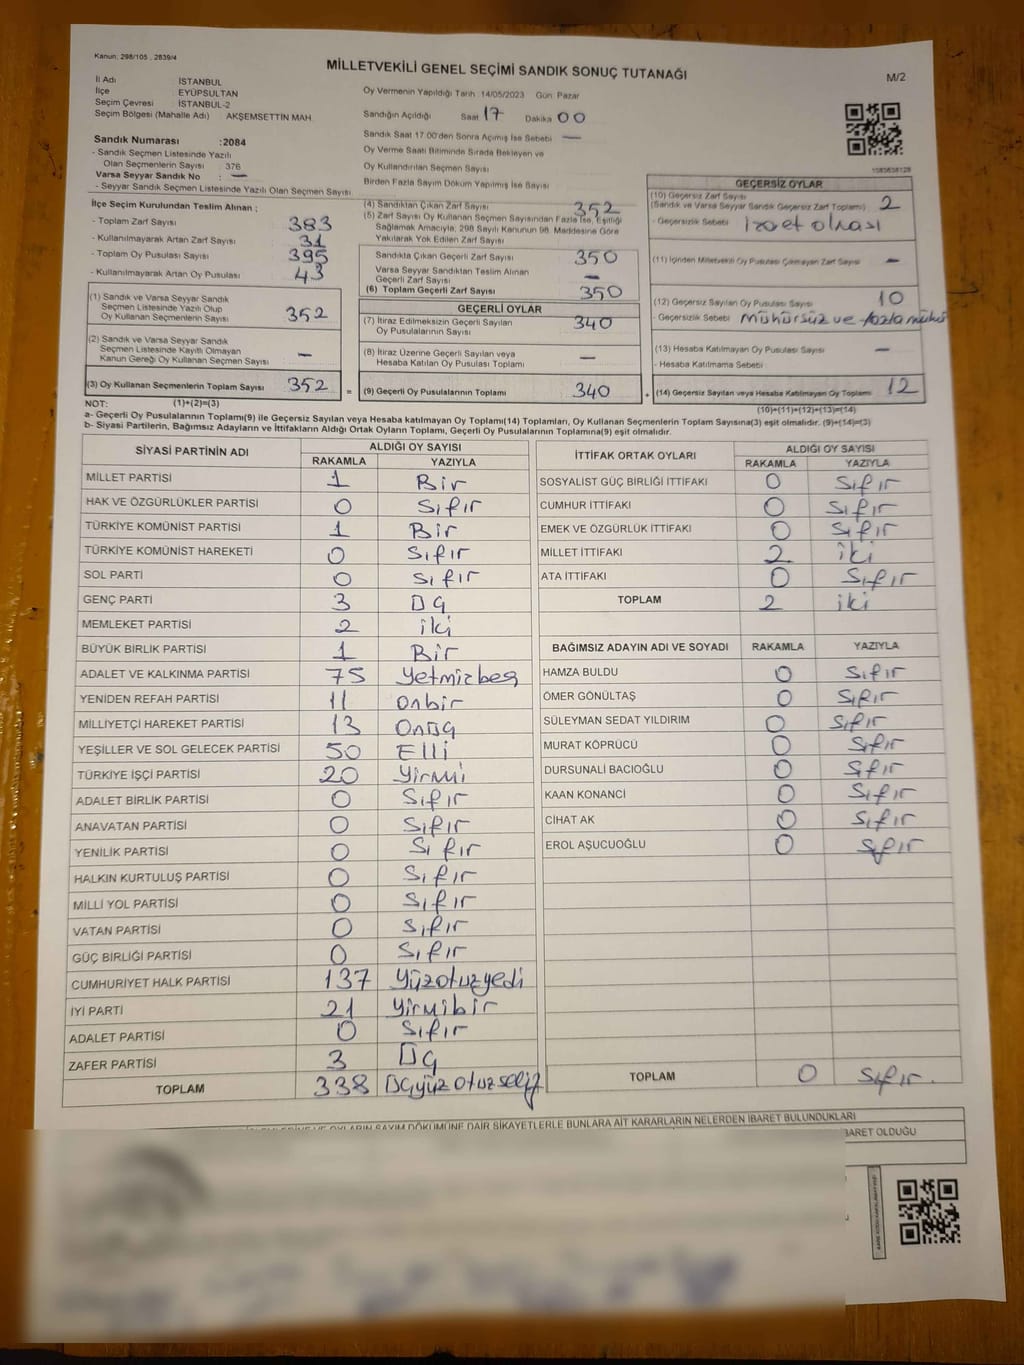 Kanun: 298/105 , 2839/4
MİLLETVEKİLİ GENEL SEÇİMİ SANDIK SONUÇ TUTANAĞI
M/2
İl Adı İSTANBUL
İlçe EYÜPSULTAN
Seçim Çevresi : İSTANBUL-2
Seçim Bölgesi (Mahalle Adı) : AKŞEMSETTİN MAH.
Sandık Numarası :2084
- Sandık Seçmen Listesinde Yazılı
Olan Seçmenlerin Sayısı : 376
Varsa Seyyar Sandık No : —
- Seyyar Sandık Seçmen Listesinde Yazılı Olan Seçmen Sayısı
Oy Vermenin Yapıldığı Tarih :14/05/2023 Gün: Pazar
Sandığın Açıldığı Saat 17 Dakika 00
Sandık Saat 17.00'den Sonra Açılmış İse Sebebi —
Oy Verme Saati Bitiminde Sırada Bekleyen ve
Oy Kullandırılan Seçmen Sayısı
Birden Fazla Sayım Döküm Yapılmış İse Sayısı
1583638128
İlçe Seçim Kurulundan Teslim Alınan ;
- Toplam Zarf Sayısı 383
- Kullanılmayarak Artan Zarf Sayısı 31
- Toplam Oy Pusulası Sayısı 395
- Kullanılmayarak Artan Oy Pusulası 43
(1) Sandık ve Varsa Seyyar Sandık
Seçmen Listesinde Yazılı Olup
Oy Kullanan Seçmenlerin Sayısı 352
(2) Sandık ve Varsa Seyyar Sandık
Seçmen Listesinde Kayıtlı Olmayan
Kanun Gereği Oy Kullanan Seçmen Sayısı —
(3) Oy Kullanan Seçmenlerin Toplam Sayısı 352 =
(1)+(2)=(3)
(4) Sandıktan Çıkan Zarf Sayısı 352
(5) Zarf Sayısı Oy Kullanan Seçmen Sayısından Fazla İse, Eşitliği
Sağlamak Amacıyla, 298 Sayılı Kanunun 98. Maddesine Göre
Yakılarak Yok Edilen Zarf Sayısı
Sandıkta Çıkan Geçerli Zarf Sayısı 350
Varsa Seyyar Sandıktan Teslim Alınan
Geçerli Zarf Sayısı —
(6) Toplam Geçerli Zarf Sayısı 350
GEÇERLİ OYLAR
(7) İtiraz Edilmeksizin Geçerli Sayılan
Oy Pusulalarının Sayısı 340
(8) İtiraz Üzerine Geçerli Sayılan veya
Hesaba Katılan Oy Pusulaları Toplamı —
(9) Geçerli Oy Pusulalarının Toplamı 340 +
GEÇERSİZ OYLAR
(10) Geçersiz Zarf Sayısı
(Sandık ve Varsa Seyyar Sandık Geçersiz Zarf Toplamı) 2
- Geçersizlik Sebebi İşaret olması
(11) İçinden Milletvekili Oy Pusulası Çıkmayan Zarf Sayısı —
(12) Geçersiz Sayılan Oy Pusulası Sayısı 10
- Geçersizlik Sebebi Mühürsüz ve fazla mühür
(13) Hesaba Katılmayan Oy Pusulası Sayısı —
- Hesaba Katılmama Sebebi
(14) Geçersiz Sayılan veya Hesaba Katılmayan Oy Toplamı 12
(10)+(11)+(12)+(13)=(14)
NOT:
a- Geçerli Oy Pusulalarının Toplamı(9) ile Geçersiz Sayılan veya Hesaba katılmayan Oy Toplamı(14) Toplamları, Oy Kullanan Seçmenlerin Toplam Sayısına(3) eşit olmalıdır. (9)+(14)=(3)
b- Siyasi Partilerin, Bağımsız Adayların ve İttifakların Aldığı Ortak Oyların Toplamı, Geçerli Oy Pusulalarının Toplamına(9) eşit olmalıdır.
SİYASİ PARTİNİN ADI ALDIĞI OY SAYISI
RAKAMLA YAZIYLA
MİLLET PARTİSİ 1 Bir
HAK VE ÖZGÜRLÜKLER PARTİSİ 0 Sıfır
TÜRKİYE KOMÜNİST PARTİSİ 1 Bir
TÜRKİYE KOMÜNİST HAREKETİ 0 Sıfır
SOL PARTİ 0 Sıfır
GENÇ PARTİ 3 Üç
MEMLEKET PARTİSİ 2 iki
BÜYÜK BİRLİK PARTİSİ 1 Bir
ADALET VE KALKINMA PARTİSİ 75 Yetmişbeş
YENİDEN REFAH PARTİSİ 11 Onbir
MİLLİYETÇİ HAREKET PARTİSİ 13 Onüç
YEŞİLLER VE SOL GELECEK PARTİSİ 50 Elli
TÜRKİYE İŞÇİ PARTİSİ 20 Yirmi
ADALET BİRLİK PARTİSİ 0 Sıfır
ANAVATAN PARTİSİ 0 Sıfır
YENİLİK PARTİSİ 0 Sıfır
HALKIN KURTULUŞ PARTİSİ 0 Sıfır
MİLLİ YOL PARTİSİ 0 Sıfır
VATAN PARTİSİ 0 Sıfır
GÜÇ BİRLİĞİ PARTİSİ 0 Sıfır
CUMHURİYET HALK PARTİSİ 137 Yüzotuzyedi
İYİ PARTİ 21 Yirmibir
ADALET PARTİSİ 0 Sıfır
ZAFER PARTİSİ 3 Üç
TOPLAM 338 Üçyüzotuzsekiz
İTTİFAK ORTAK OYLARI ALDIĞI OY SAYISI
RAKAMLA YAZIYLA
SOSYALİST GÜÇ BİRLİĞİ İTTİFAKI 0 Sıfır
CUMHUR İTTİFAKI 0 Sıfır
EMEK VE ÖZGÜRLÜK İTTİFAKI 0 Sıfır
MİLLET İTTİFAKI 2 iki
ATA İTTİFAKI 0 Sıfır
TOPLAM 2 iki
BAĞIMSIZ ADAYIN ADI VE SOYADI RAKAMLA YAZIYLA
HAMZA BULDU 0 Sıfır
ÖMER GÖNÜLTAŞ 0 Sıfır
SÜLEYMAN SEDAT YILDIRIM 0 Sıfır
MURAT KÖPRÜCÜ 0 Sıfır
DURSUNALİ BACIOĞLU 0 Sıfır
KAAN KONANCİ 0 Sıfır
CİHAT AK 0 Sıfır
EROL AŞUCUOĞLU 0 Sıfır
TOPLAM 0 Sıfır.
OYLARIN SAYIM DÖKÜMÜNE DAİR ŞİKAYETLERLE BUNLARA AİT KARARLARIN NELERDEN İBARET BULUNDUKLARI
İBARET OLDUĞU